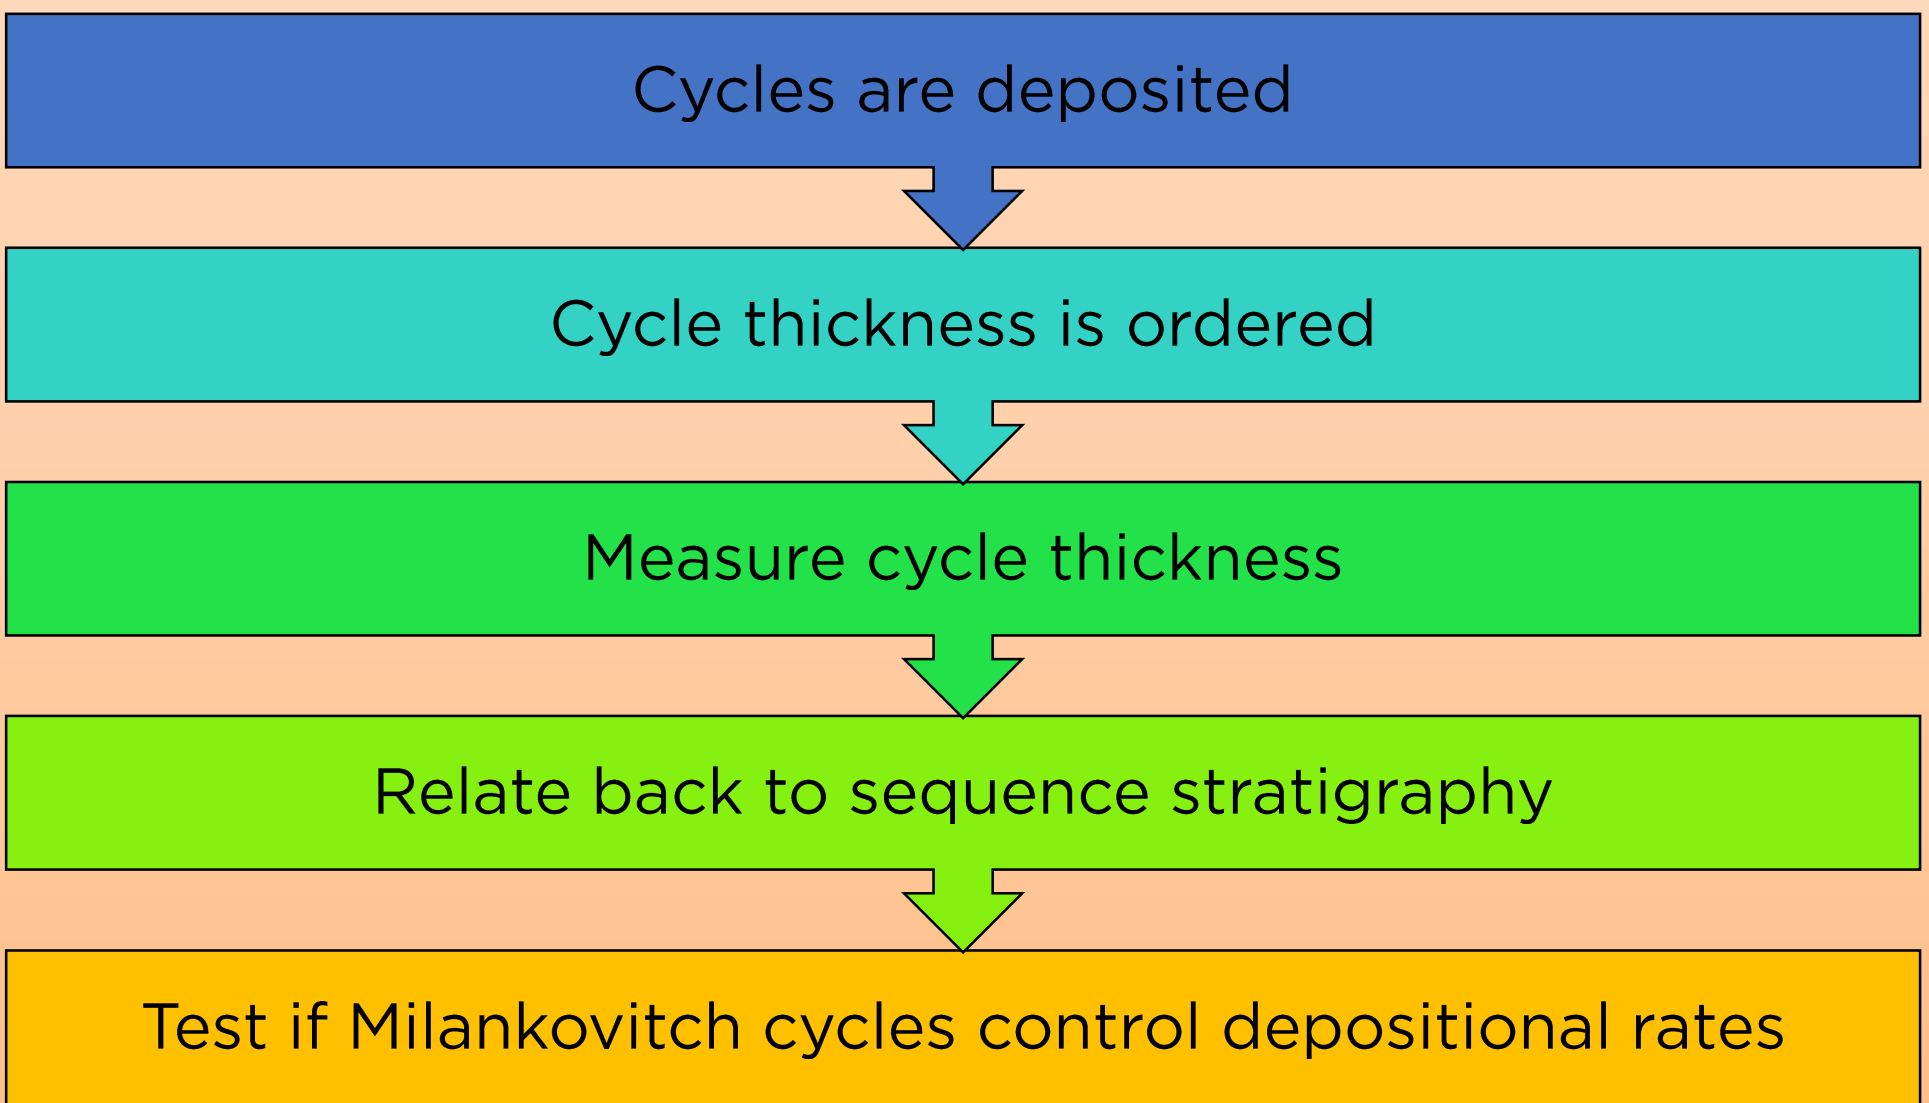 Cycles are deposited
Cycle thickness is ordered
Measure cycle thickness
Relate back to sequence stratigraphy
Test if Milankovitch cycles control depositional rates